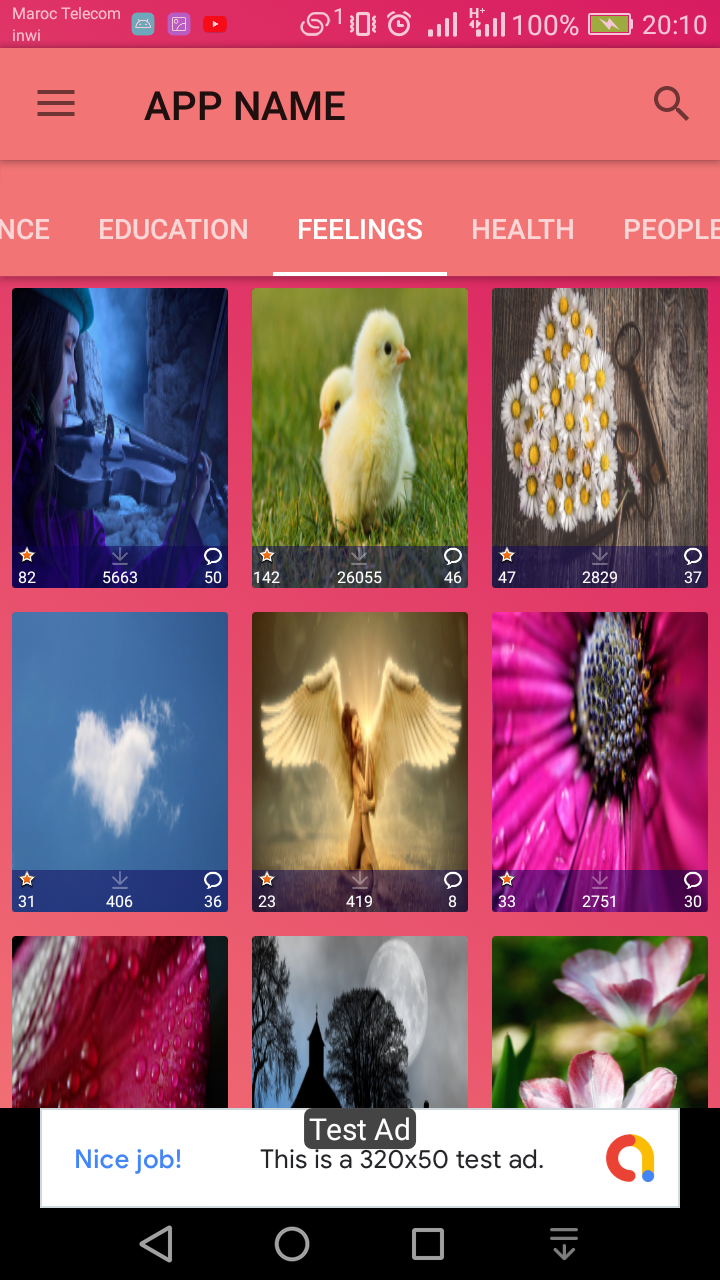 Maroc Telecom
inwi
1
H+
100%
20:10
APP NAME
NCE EDUCATION FEELINGS HEALTH PEOPLE
82 5663 50
142 26055 46
47 2829 37
31 406 36
23 419 8
33 2751 30
Test Ad
Nice job! This is a 320x50 test ad.